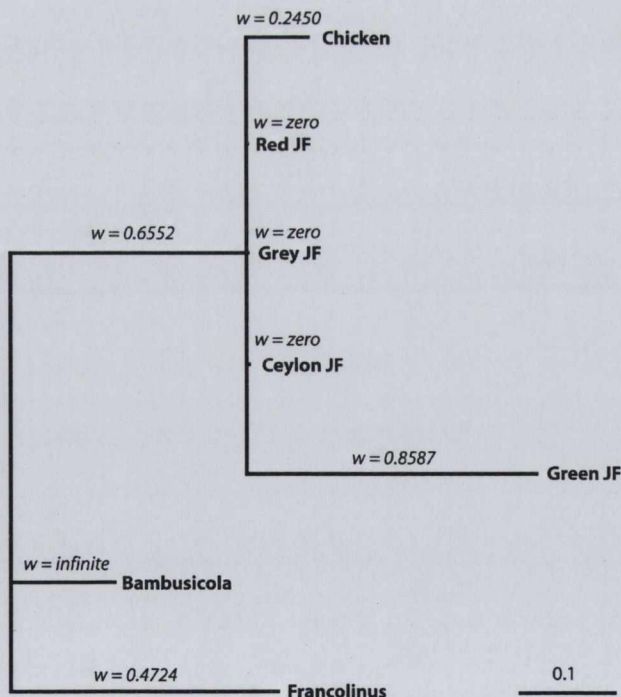 w = 0.2450
Chicken
w = zero
Red JF
w = zero
Grey JF
w = 0.6552
w = zero
Ceylon JF
w = 0.8587
Green JF
w = infinite
Bambusicola
w = 0.4724
Francolinus
0.1